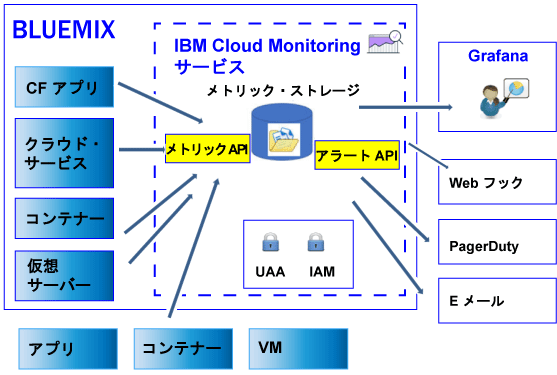 BLUEMIX
IBM Cloud Monitoring
サービス
メトリック・ストレージ
CF アプリ
クラウド・
サービス
コンテナー
仮想
サーバー
メトリックAPI
アラート API
UAA
IAM
Grafana
Web フック
PagerDuty
E メール
アプリ
コンテナー
VM